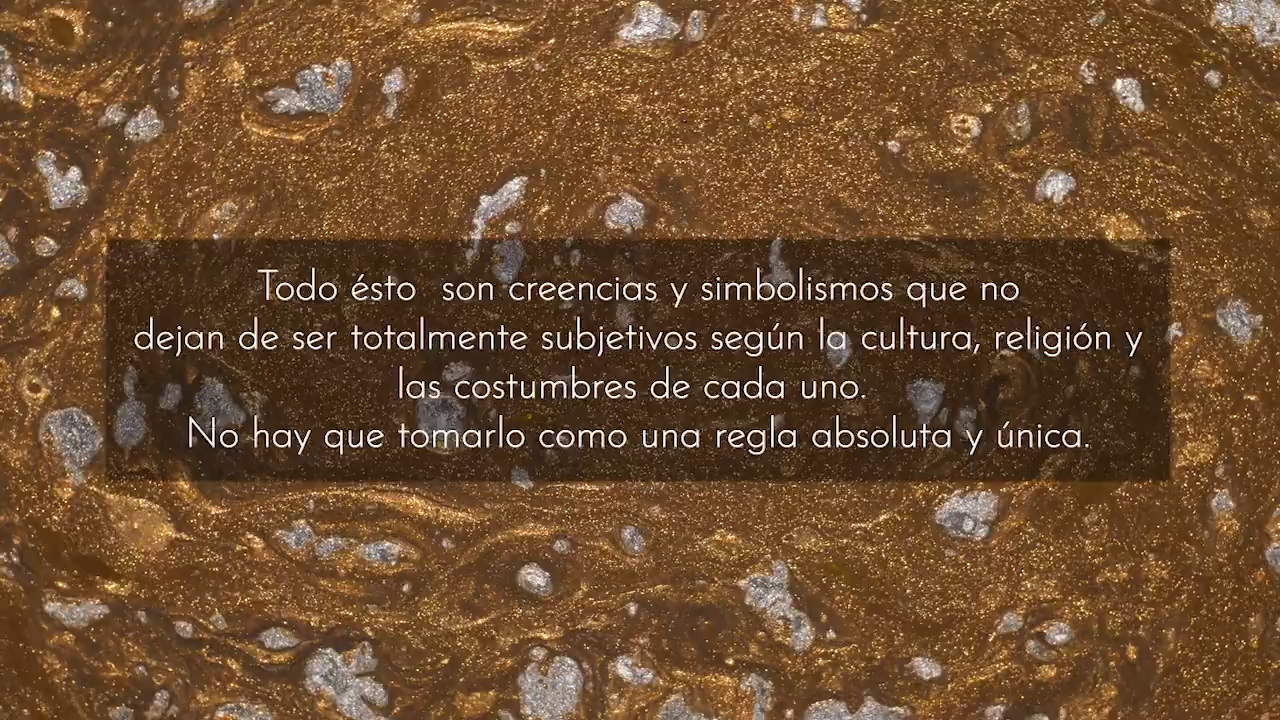 Todo ésto  son creencias y simbolismos que no
dejan de ser totalmente subjetivos según la cultura, religión y
las costumbres de cada uno.
No hay que tomarlo como una regla absoluta y única.